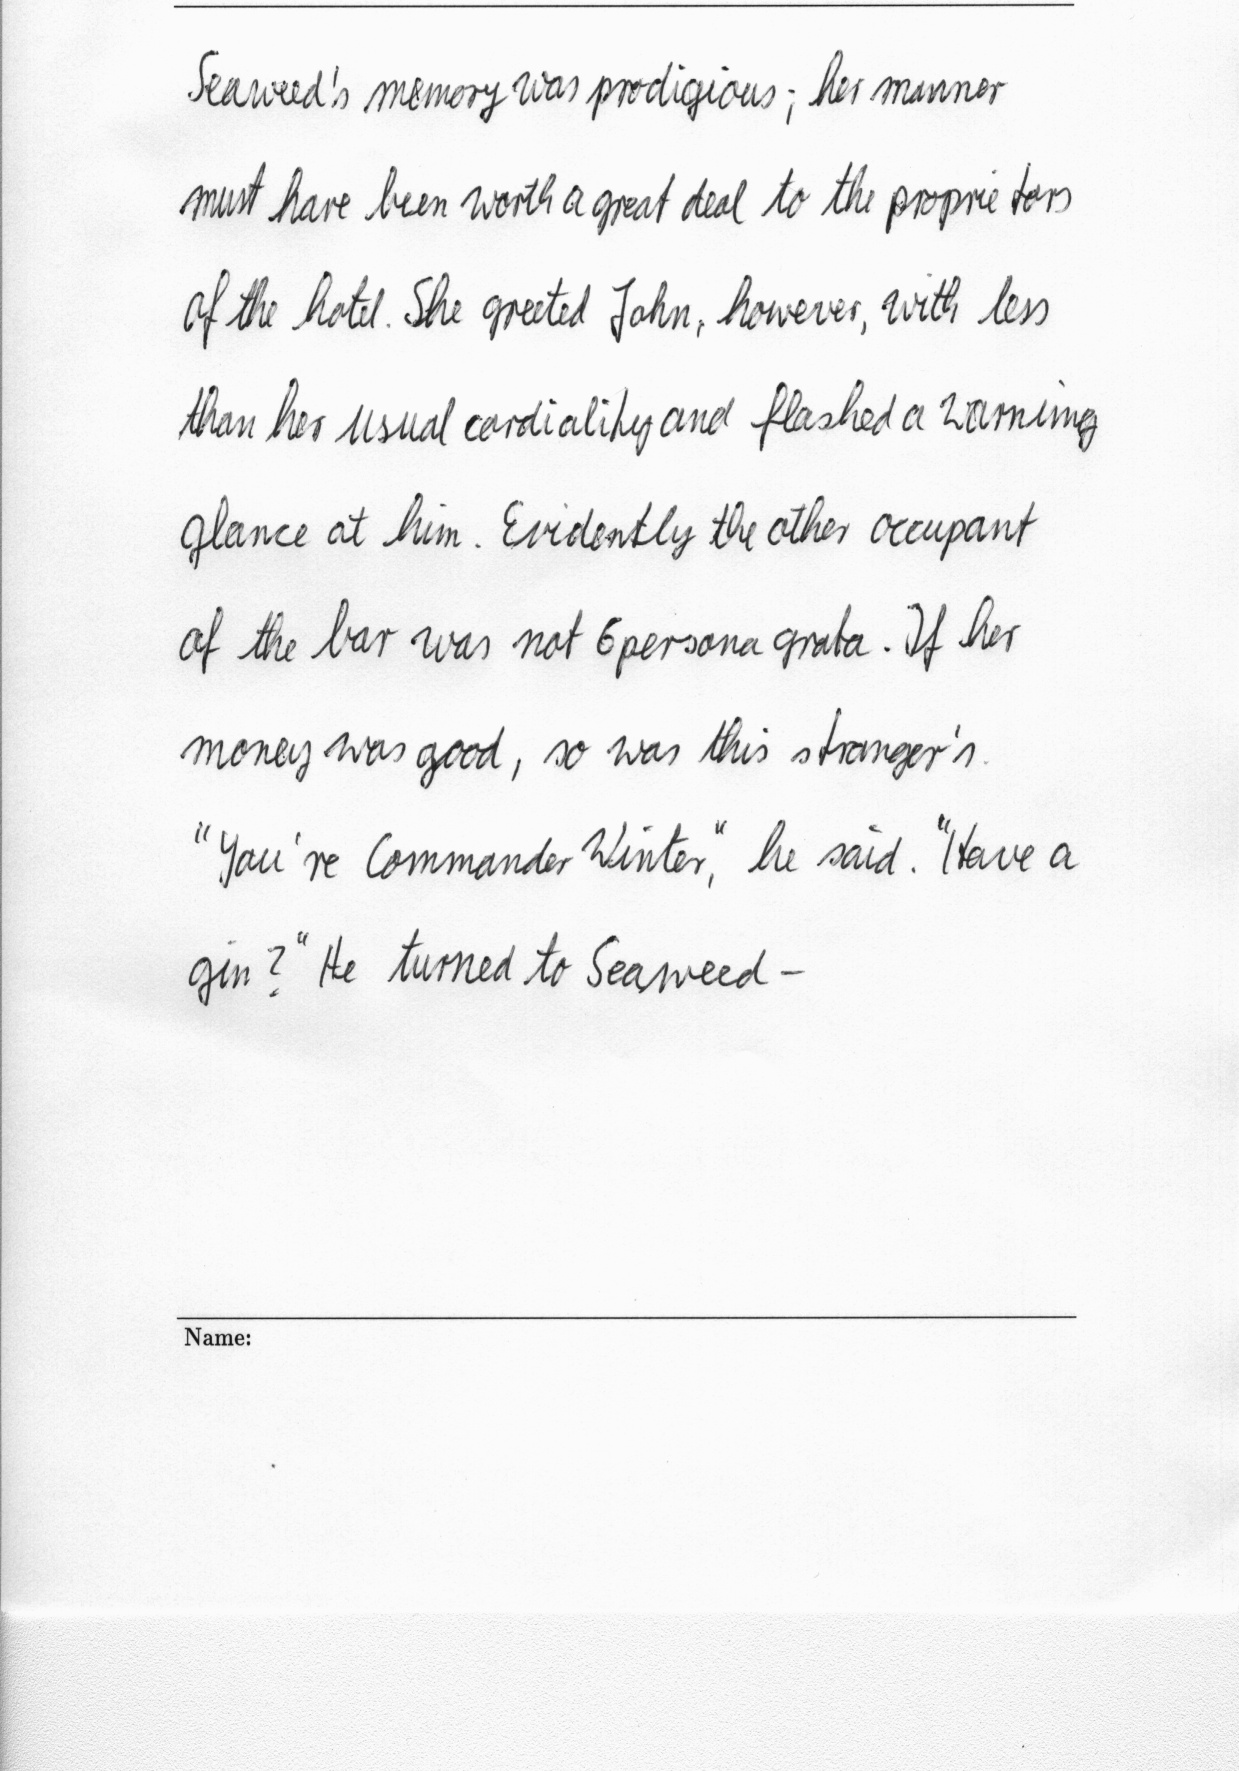 Seaweed's memory was prodigious; her manner
must have been worth a great deal to the proprietors
of the hotel. She greeted John, however, with less
than her usual cordiality and flashed a warning
glance at him. Evidently the other occupant
of the bar was not 6persona grata. If her
money was good, so was this stranger's.
"You're Commander Winter," he said. "Have a
gin?" He turned to Seaweed -
Name: